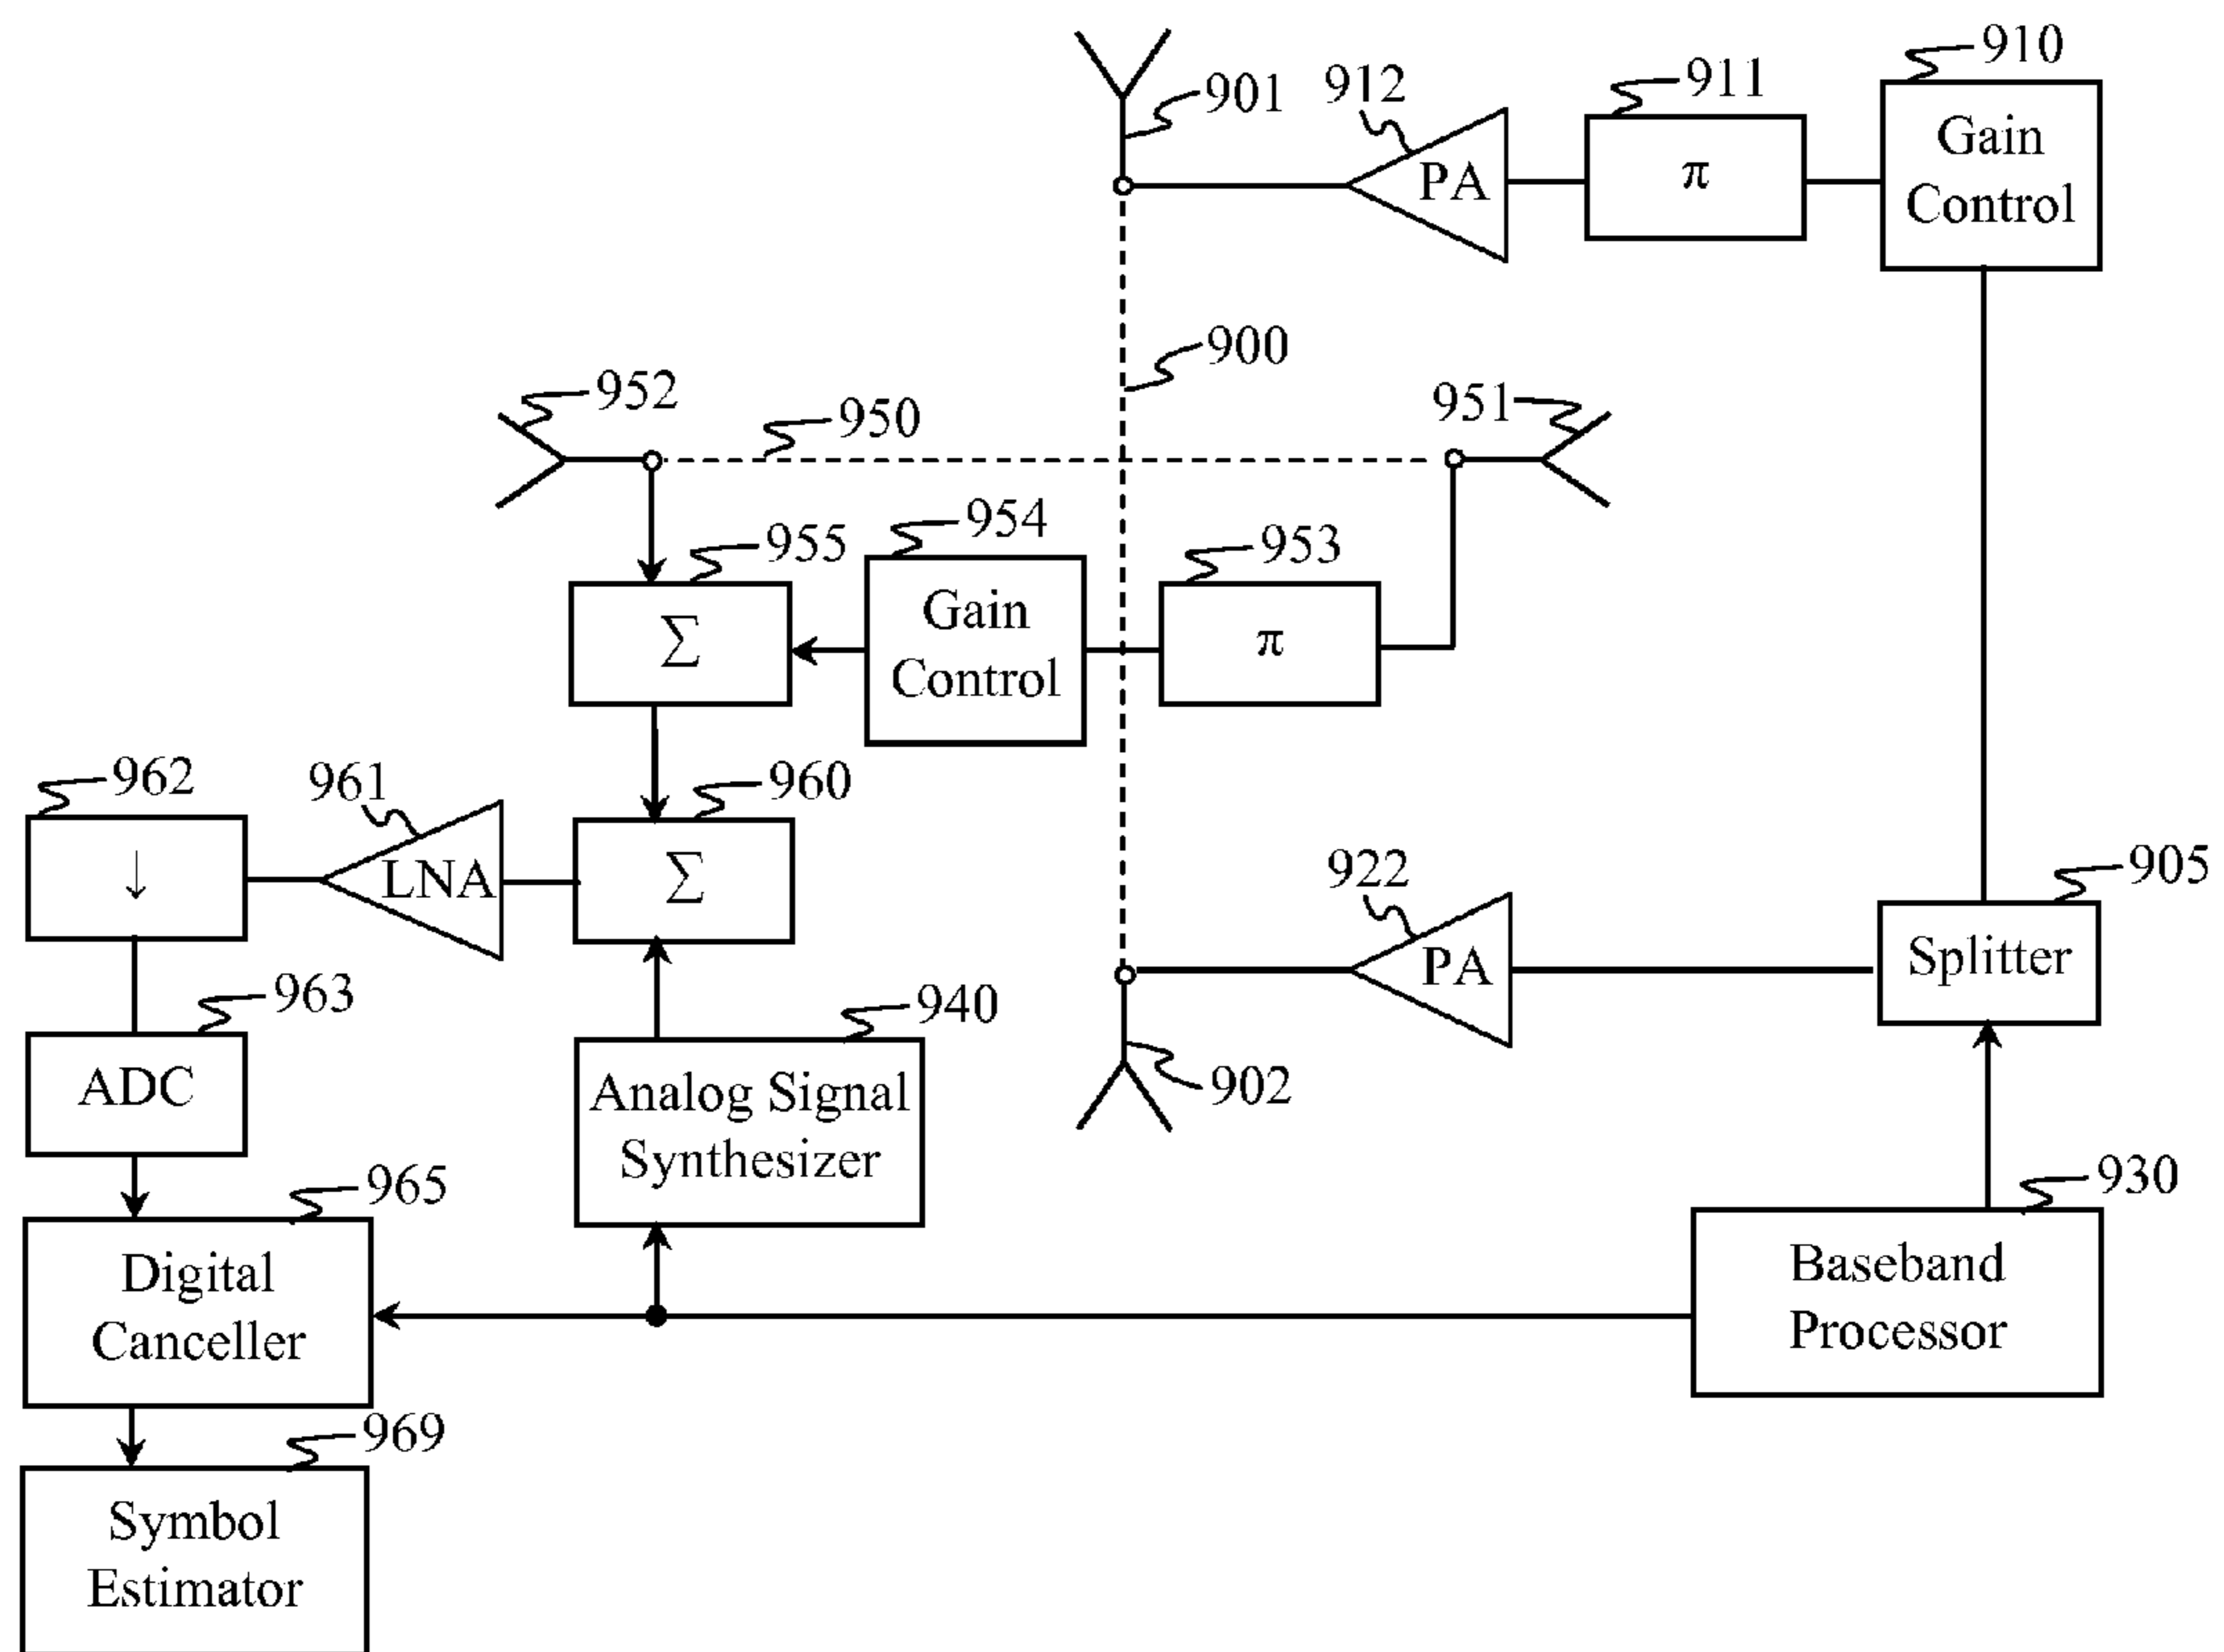 910
911
912
901
Gain
Control
π
PA
900
952
950
951
954
955
953
Gain
Control
Σ
π
962
961
960
922
905
↓
LNA
Σ
PA
Splitter
963
940
ADC
902
Analog Signal
Synthesizer
965
930
Digital
Canceller
Baseband
Processor
969
Symbol
Estimator